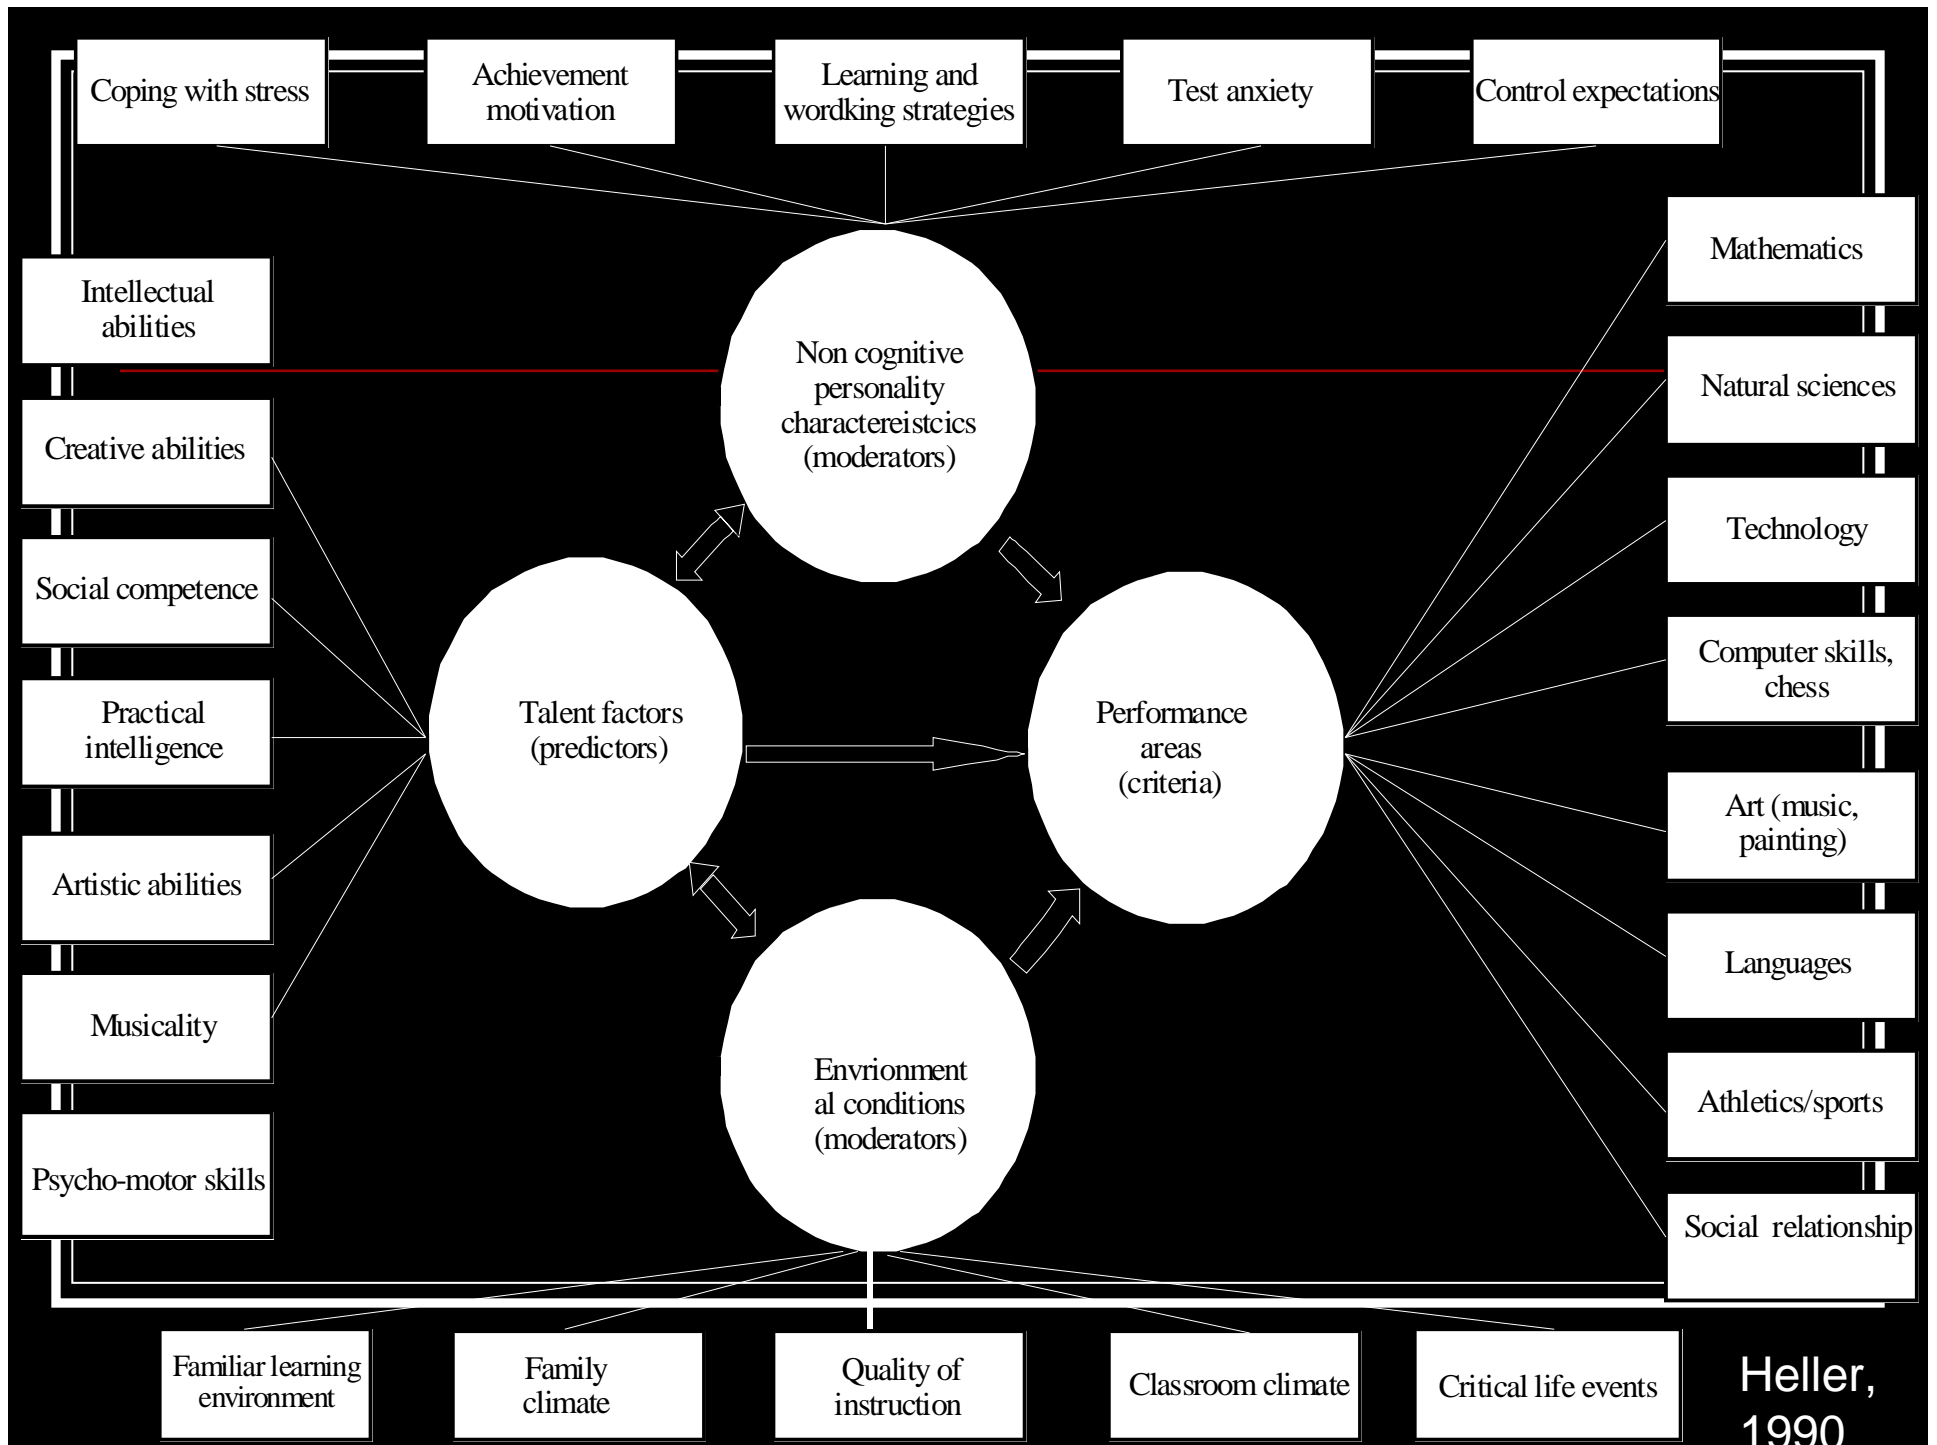 Coping with stress
Achievement
motivation
Learning and
wordking strategies
Test anxiety
Control expectations
Mathematics
Intellectual
abilities
Non cognitive
personality
charactereistcics
(moderators)
Natural sciences
Creative abilities
Technology
Social competence
Computer skills,
chess
Practical
intelligence
Talent factors
(predictors)
Performance
areas
(criteria)
Art (music,
painting)
Artistic abilities
Languages
Musicality
Envrionment
al conditions
(moderators)
Athletics/sports
Psycho-motor skills
Social relationship
Familiar learning
environment
Family
climate
Quality of
instruction
Classroom climate
Critical life events
Heller,
1990